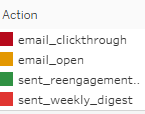 Action
email_clickthrough
email_open
sent_reengagement..
sent_weekly_digest